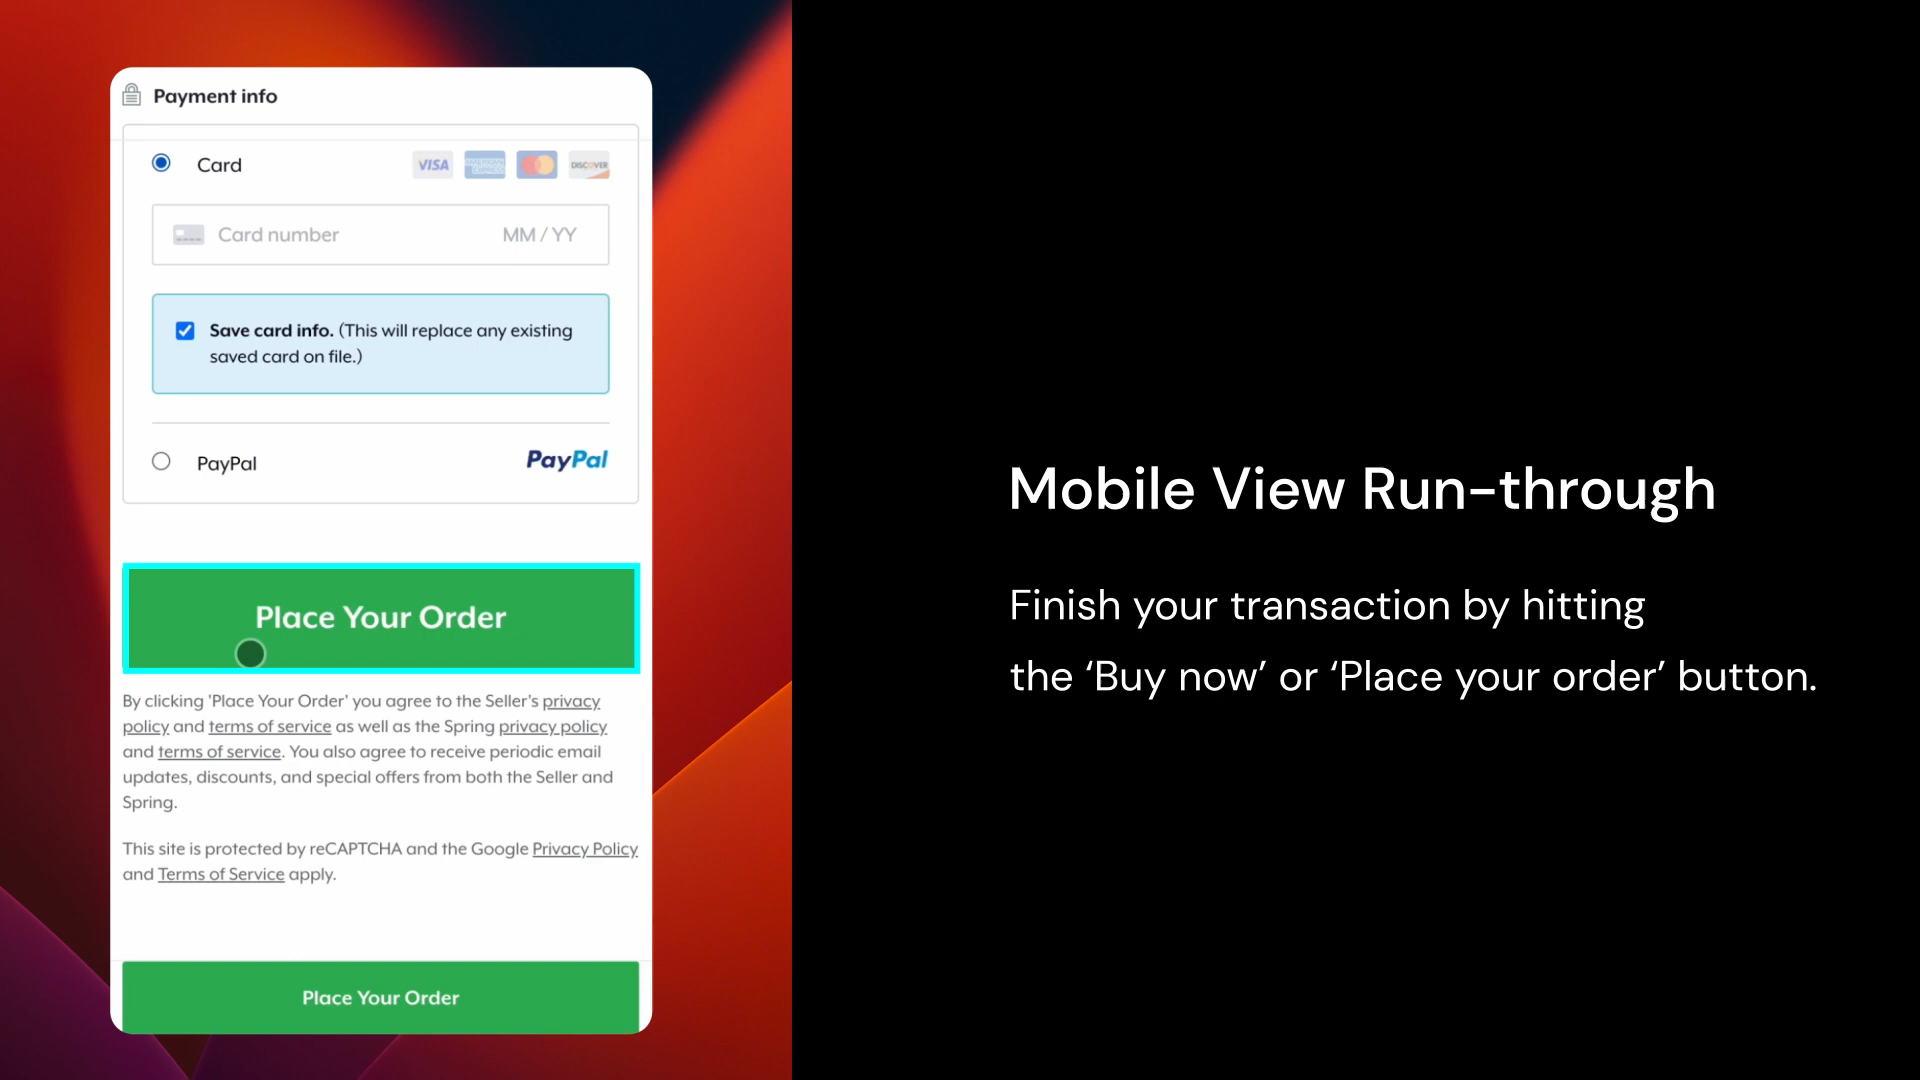 Payment info
Card
VISA
AMERICAN EXPRESS
DISCOVER
Card number
MM / YY
Save card info. (This will replace any existing
saved card on file.)
PayPal
PayPal
Place Your Order
By clicking 'Place Your Order' you agree to the Seller's privacy
policy and terms of service as well as the Spring privacy policy
and terms of service. You also agree to receive periodic email
updates, discounts, and special offers from both the Seller and
Spring.
This site is protected by reCAPTCHA and the Google Privacy Policy
and Terms of Service apply.
Place Your Order
Mobile View Run-through
Finish your transaction by hitting
the ‘Buy now’ or ‘Place your order’ button.